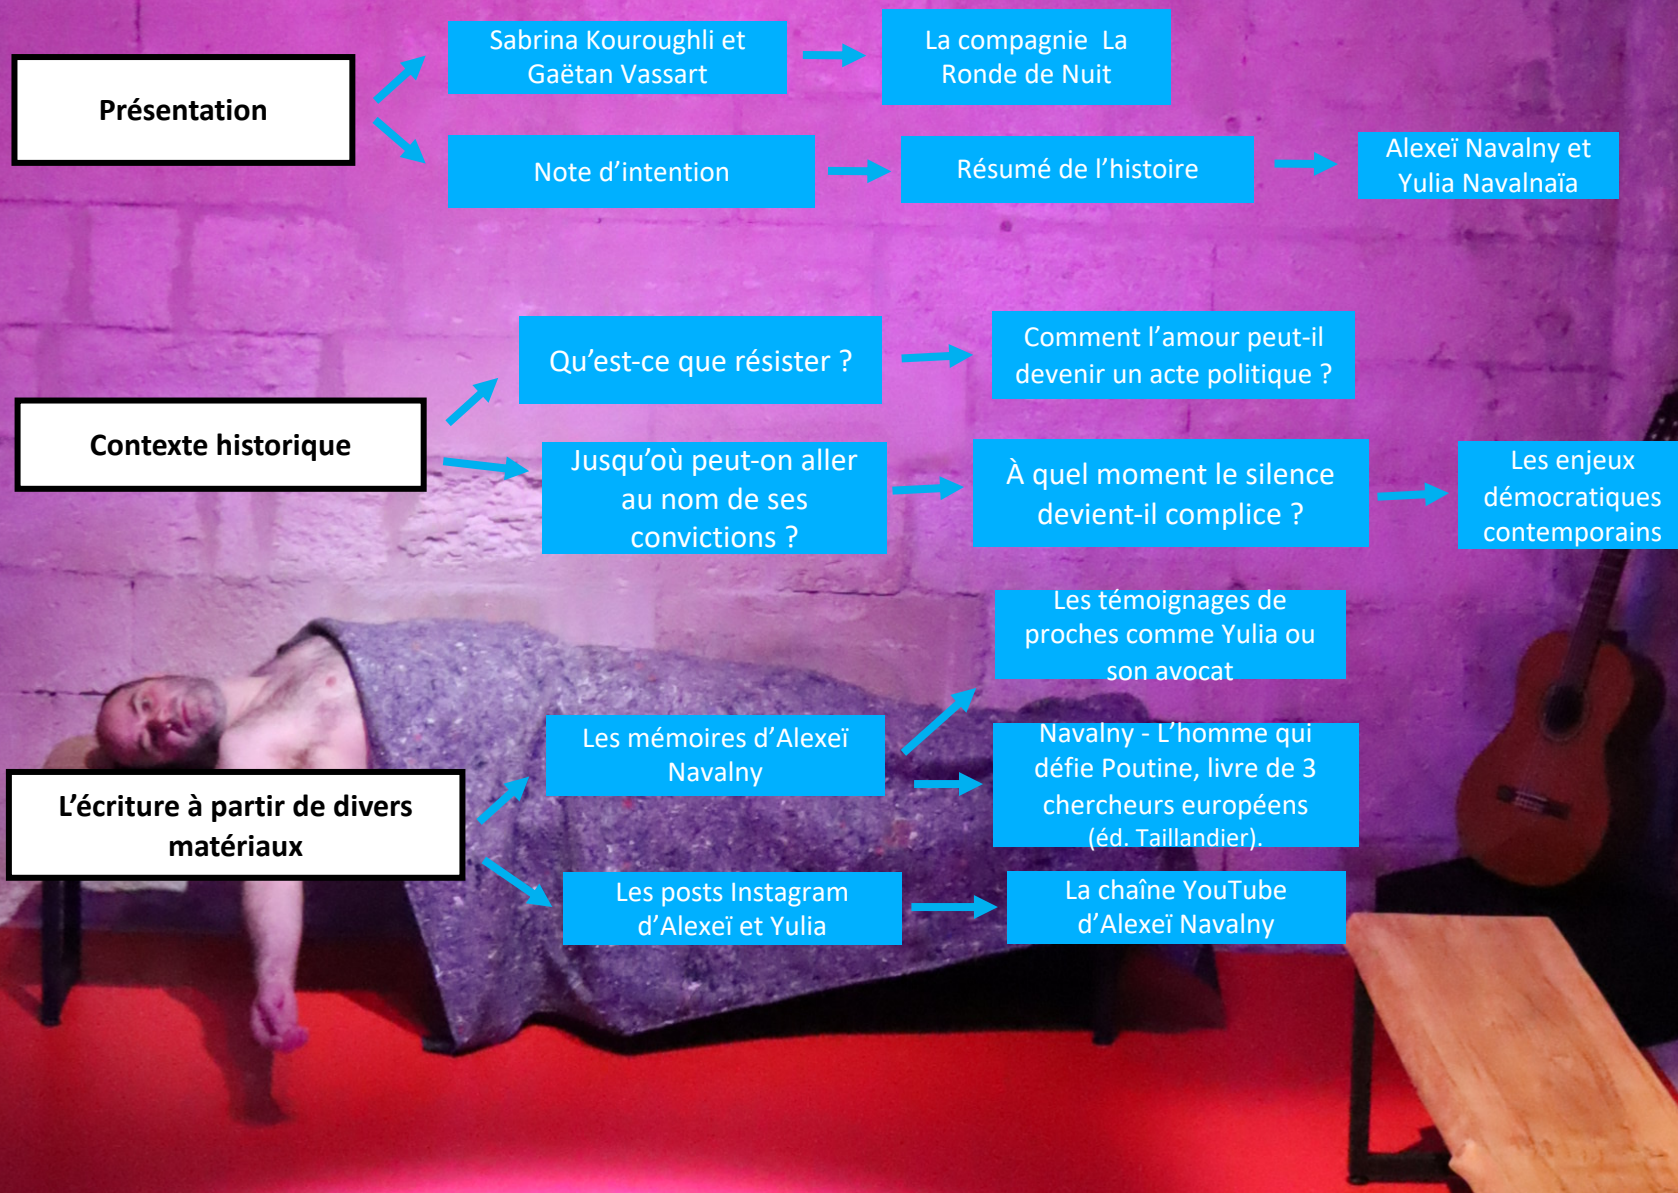 Présentation
Sabrina Kouroughli et
Gaëtan Vassart
La compagnie La
Ronde de Nuit
Note d’intention
Résumé de l’histoire
Alexeï Navalny et
Yulia Navalnaïa
Contexte historique
Qu’est-ce que résister ?
Comment l’amour peut-il
devenir un acte politique ?
Jusqu’où peut-on aller
au nom de ses
convictions ?
À quel moment le silence
devient-il complice ?
Les enjeux
démocratiques
contemporains
L’écriture à partir de divers
matériaux
Les mémoires d’Alexeï
Navalny
Les témoignages de
proches comme Yulia ou
son avocat
Navalny - L’homme qui
défie Poutine, livre de 3
chercheurs européens
(éd. Taillandier).
Les posts Instagram
d’Alexeï et Yulia
La chaîne YouTube
d’Alexeï Navalny